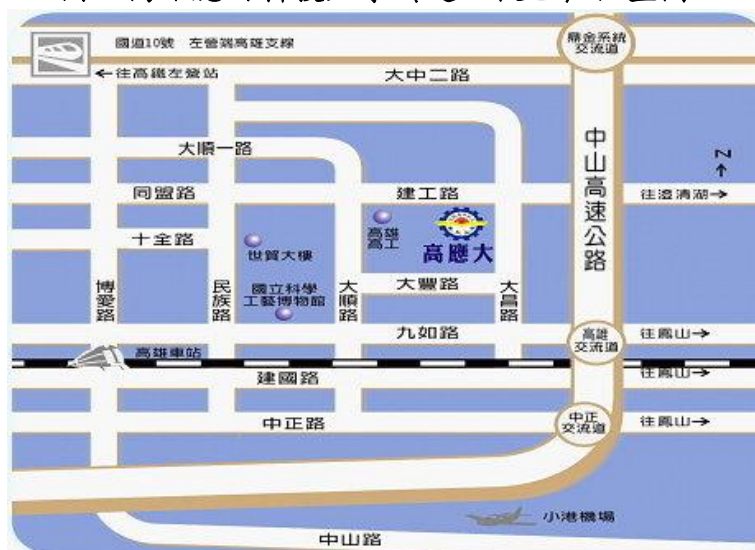 國道10號 左營端高雄支線
鼎金系統
交流道
←往高鐵左營站
大中二路
大順一路
中山高速公路
N
同盟路
建工路
往澄清湖→
十全路
世貿大樓
高雄
高工
高應大
博愛路
民族路
國立科學
工藝博物館
大順路
大豐路
大昌路
九如路
高雄
交流道
往鳳山→
高雄車站
建國路
往鳳山→
中正路
中正
交流道
往鳳山→
小港機場
中山路